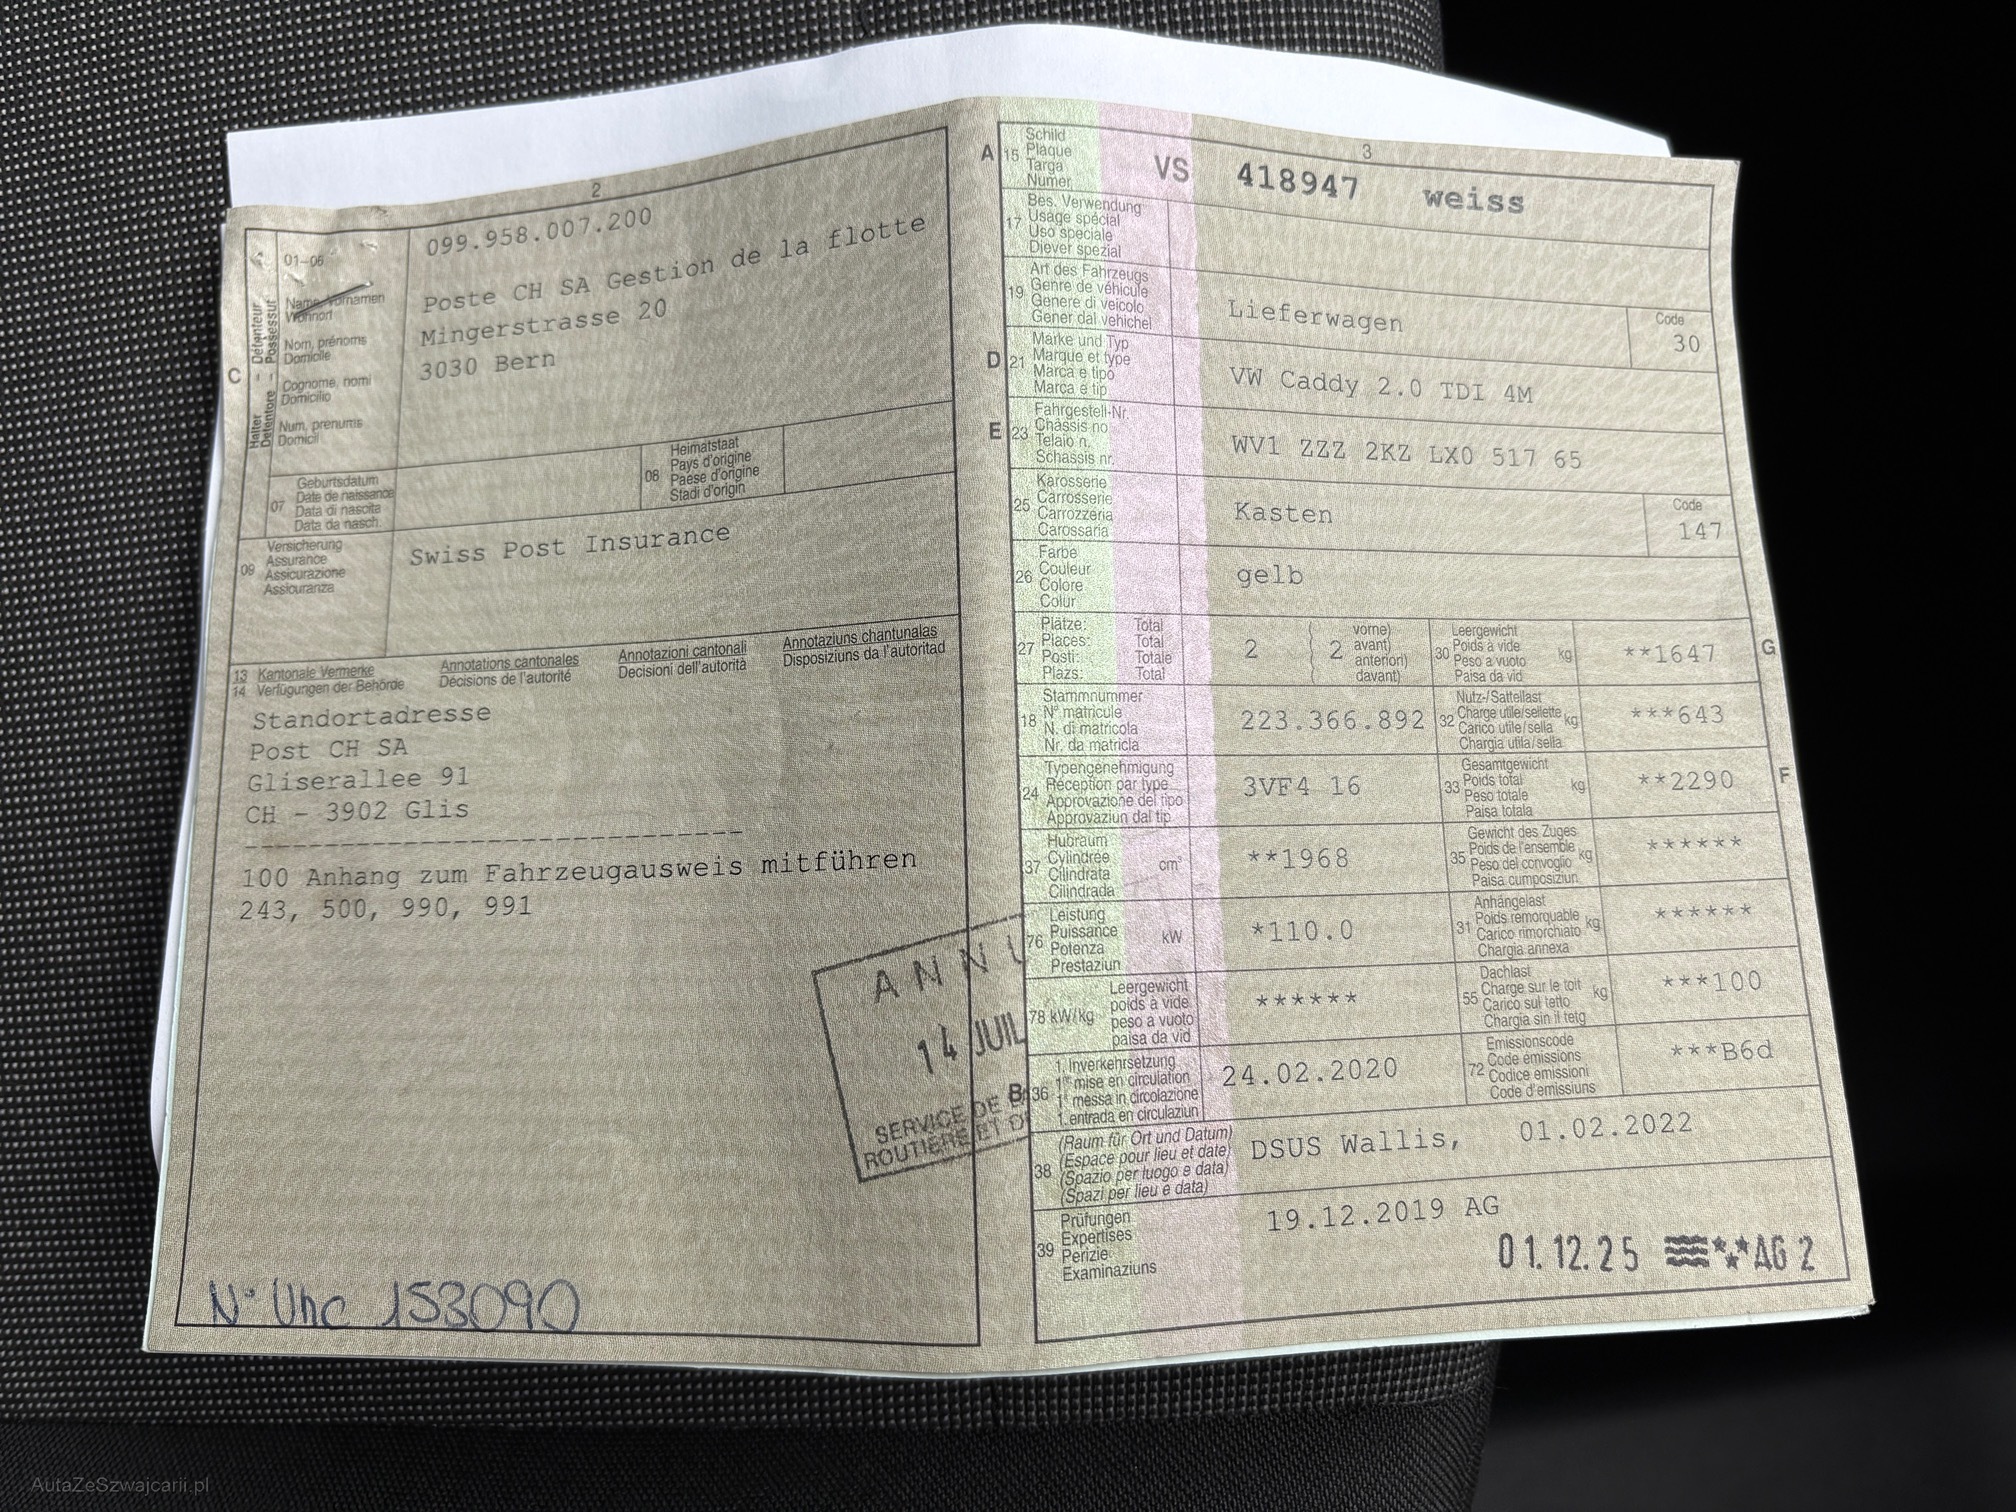 2
C
Halter - Détenteur
Detentore - Possessur
01-06
Name, Vornamen
Wohnort
Nom, prénoms
Domicile
Cognome, nomi
Domicilio
Num, prenums
Domicil
099.958.007.200
Poste CH SA Gestion de la flotte
Mingerstrasse 20
3030 Bern
07
Geburtsdatum
Date de naissance
Data di nascita
Data da nasch.
08
Heimatstaat
Pays d'origine
Paese d'origine
Stadi d'origin
09
Versicherung
Assurance
Assicurazione
Assicuranza
Swiss Post Insurance
13 Kantonale Vermerke Annotations cantonales Annotazioni cantonali Annotaziuns chantunalas
14 Verfügungen der Behörde Décisions de l'autorité Decisioni dell'autorità Disposiziuns da l'autoritad
Standortadresse
Post CH SA
Gliserallee 91
CH - 3902 Glis
------------------------------
100 Anhang zum Fahrzeugausweis mitführen
243, 500, 990, 991
ANNU
14 JUIL
SERVICE DE
ROUTIERE ET D
N° Unc 153090
3
A 15
Schild
Plaque
Targa
Numer
VS 418947 weiss
17
Bes. Verwendung
Usage spécial
Uso speciale
Diever spezial
19
Art des Fahrzeugs
Genre de véhicule
Genere di veicolo
Gener dal vehichel
Lieferwagen
Code
30
D 21
Marke und Typ
Marque et type
Marca e tipo
Marca e tip
VW Caddy 2.0 TDI 4M
E 23
Fahrgestell-Nr.
Châssis no
Telaio n.
Schassis nr.
WV1 ZZZ 2KZ LX0 517 65
25
Karosserie
Carrosserie
Carrozzeria
Carossaria
Kasten
Code
147
26
Farbe
Couleur
Colore
Colur
gelb
27
Plätze: Total
Places: Total
Posti: Totale
Plazs: Total
2
( 2 vorne)
( avant)
( anteriori)
( davant)
30
Leergewicht
Poids à vide
Peso a vuoto
Paisa da vid
kg
**1647
G
18
Stammnummer
N° matricule
N. di matricola
Nr. da matricla
223.366.892
32
Nutz-/Sattellast
Charge utile/sellette
Carico utile/sella
Chargia utila/sella
kg
***643
24
Typengenehmigung
Réception par type
Approvazione del tipo
Approvaziun dal tip
3VF4 16
33
Gesamtgewicht
Poids total
Peso totale
Paisa totala
kg
**2290
F
37
Hubraum
Cylindrée
Cilindrata
Cilindrada
cm³
**1968
35
Gewicht des Zuges
Poids de l'ensemble
Peso del convoglio
Paisa cumposiziun
kg
******
76
Leistung
Puissance
Potenza
Prestaziun
kW
*110.0
31
Anhängelast
Poids remorquable
Carico rimorchiato
Chargia annexa
kg
******
78 kW/kg
Leergewicht
poids à vide
peso a vuoto
paisa da vid
******
55
Dachlast
Charge sur le toit
Carico sul tetto
Chargia sin il tetg
kg
***100
B 36
1. Inverkehrsetzung
1re mise en circulation
1a messa in circolazione
1. entrada en circulaziun
24.02.2020
72
Emissionscode
Code émissions
Codice emissioni
Code d'emissiuns
***B6d
38
(Raum für Ort und Datum)
(Espace pour lieu et date)
(Spazio per luogo e data)
(Spazi per lieu e data)
DSUS Wallis, 01.02.2022
39
Prüfungen
Expertises
Perizie
Examinaziuns
19.12.2019 AG
01.12.25 AG 2
AutaZeSzwajcarii.pl